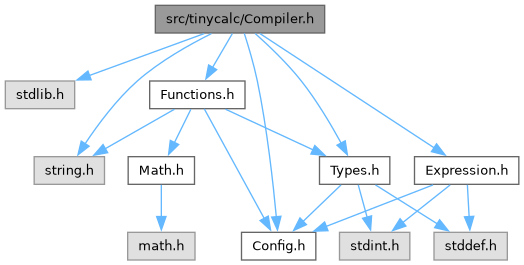 src/tinycalc/Compiler.h
stdlib.h
Functions.h
string.h
Math.h
Types.h
Expression.h
math.h
Config.h
stdint.h
stddef.h